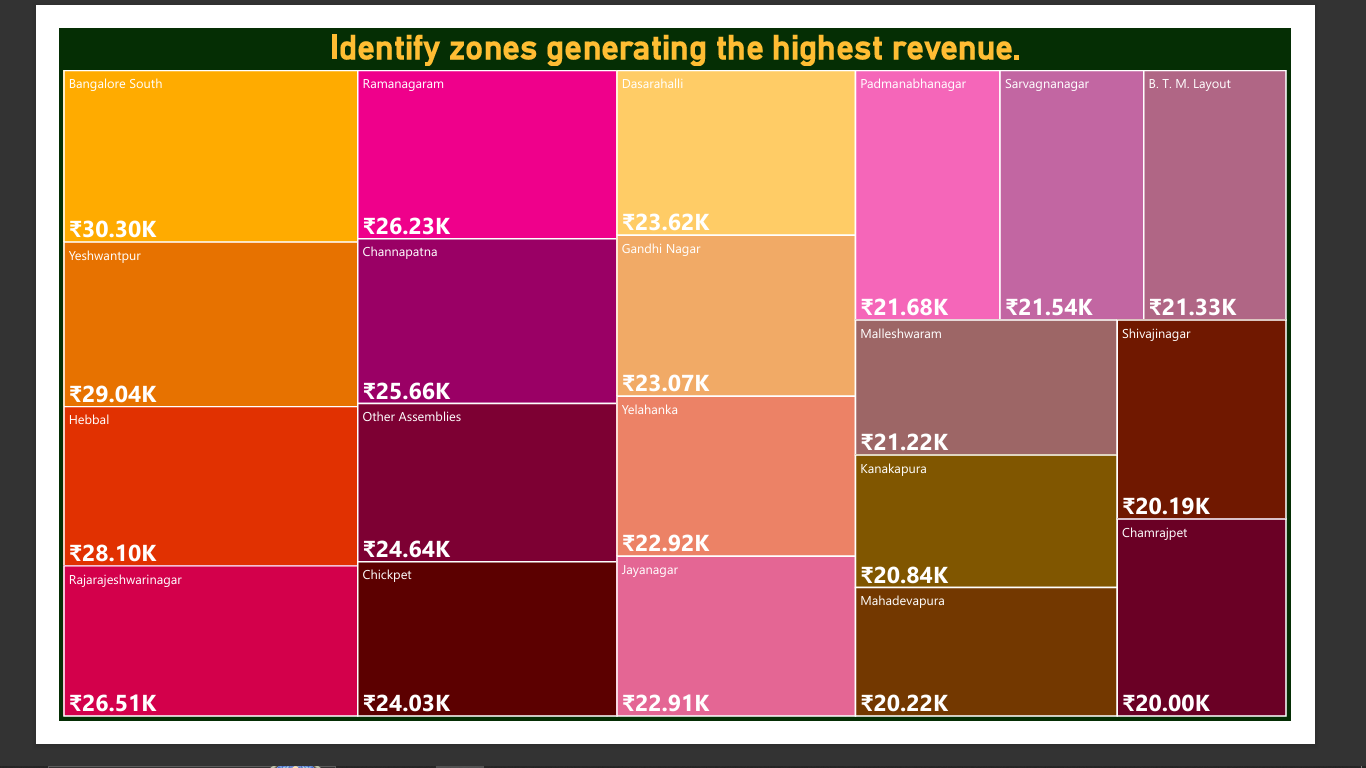 Identify zones generating the highest revenue.
Bangalore South
₹30.30K
Yeshwantpur
₹29.04K
Hebbal
₹28.10K
Rajarajeshwarinagar
₹26.51K
Ramanagaram
₹26.23K
Channapatna
₹25.66K
Other Assemblies
₹24.64K
Chickpet
₹24.03K
Dasarahalli
₹23.62K
Gandhi Nagar
₹23.07K
Yelahanka
₹22.92K
Jayanagar
₹22.91K
Padmanabhanagar
₹21.68K
Sarvagnanagar
₹21.54K
B. T. M. Layout
₹21.33K
Malleshwaram
₹21.22K
Kanakapura
₹20.84K
Mahadevapura
₹20.22K
Shivajinagar
₹20.19K
Chamrajpet
₹20.00K